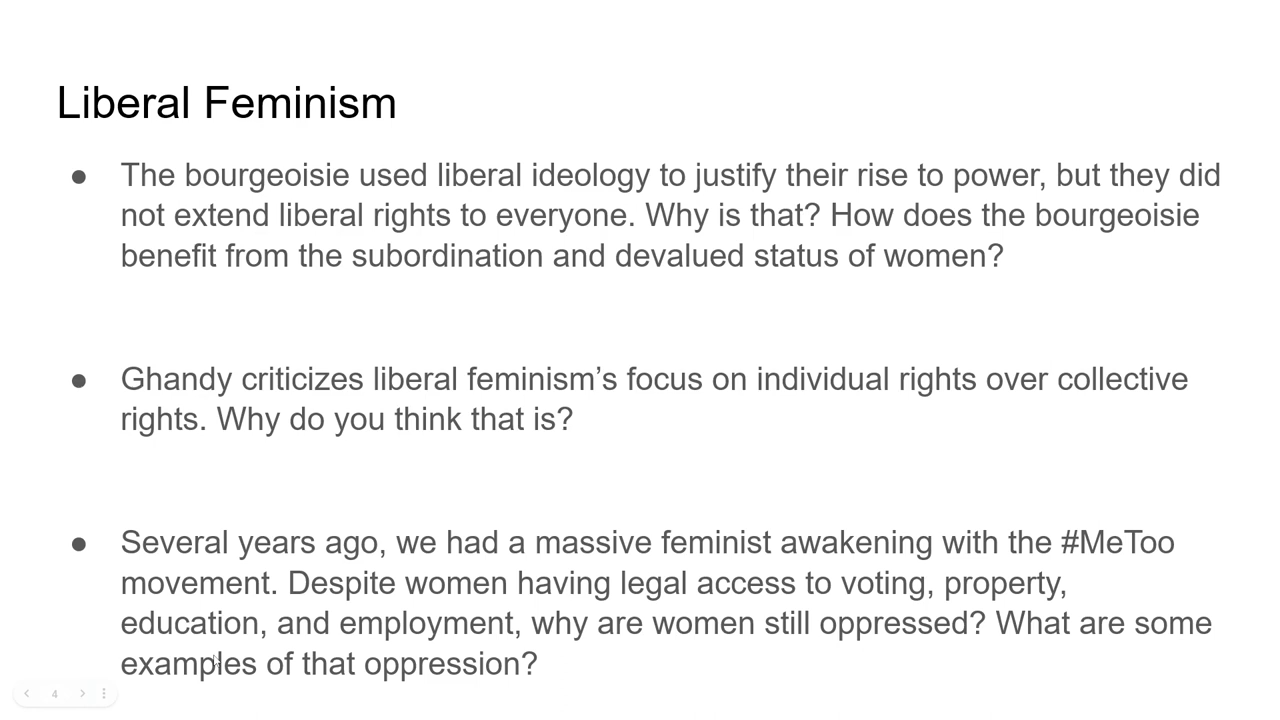 Liberal Feminism
● The bourgeoisie used liberal ideology to justify their rise to power, but they did
not extend liberal rights to everyone. Why is that? How does the bourgeoisie
benefit from the subordination and devalued status of women?
● Ghandy criticizes liberal feminism’s focus on individual rights over collective
rights. Why do you think that is?
● Several years ago, we had a massive feminist awakening with the #MeToo
movement. Despite women having legal access to voting, property,
education, and employment, why are women still oppressed? What are some
examples of that oppression?
4